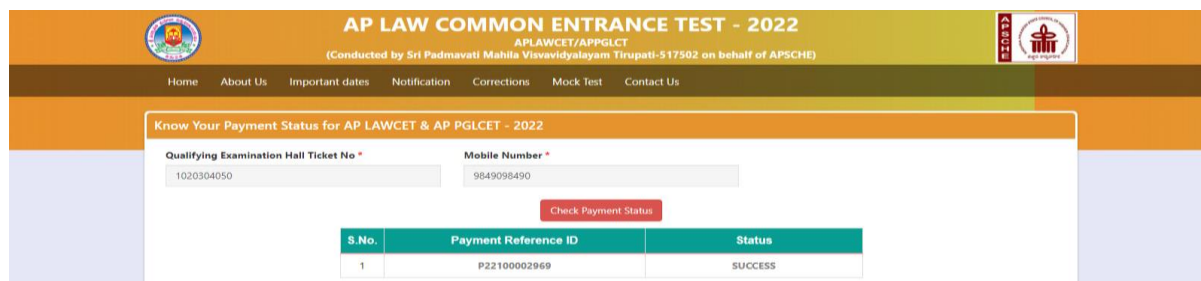 AP LAW COMMON ENTRANCE TEST - 2022
APLAWCET/APPGLCT
(Conducted by Sri Padmavati Mahila Visvavidyalayam Tirupati-517502 on behalf of APSCHE)
APSCHE
Home About Us Important dates Notification Corrections Mock Test Contact Us
Know Your Payment Status for AP LAWCET & AP PGLCET - 2022
Qualifying Examination Hall Ticket No * Mobile Number *
1020304050 9849098490
Check Payment Status
S.No. Payment Reference ID Status
1 P22100002969 SUCCESS